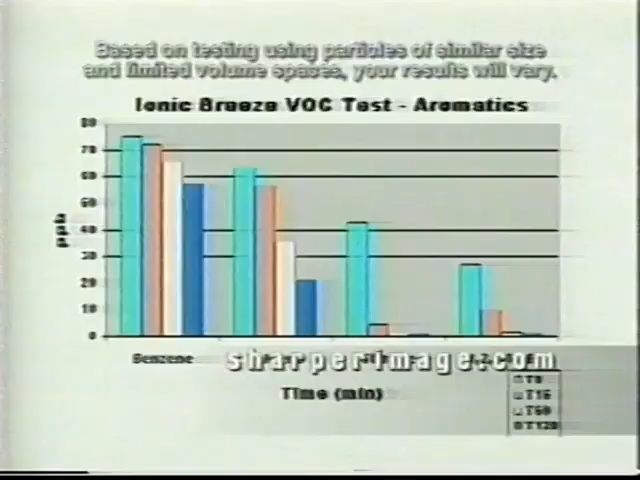 Based on testing using particles of similar size
and limited volume spaces, your results will vary.
Ionic Breeze VOC Test - Aromatics
80
70
60
50
40
30
20
10
0
ppb
Benzene
sharperimage.com
Time (min)
T0
T15
T60
T120